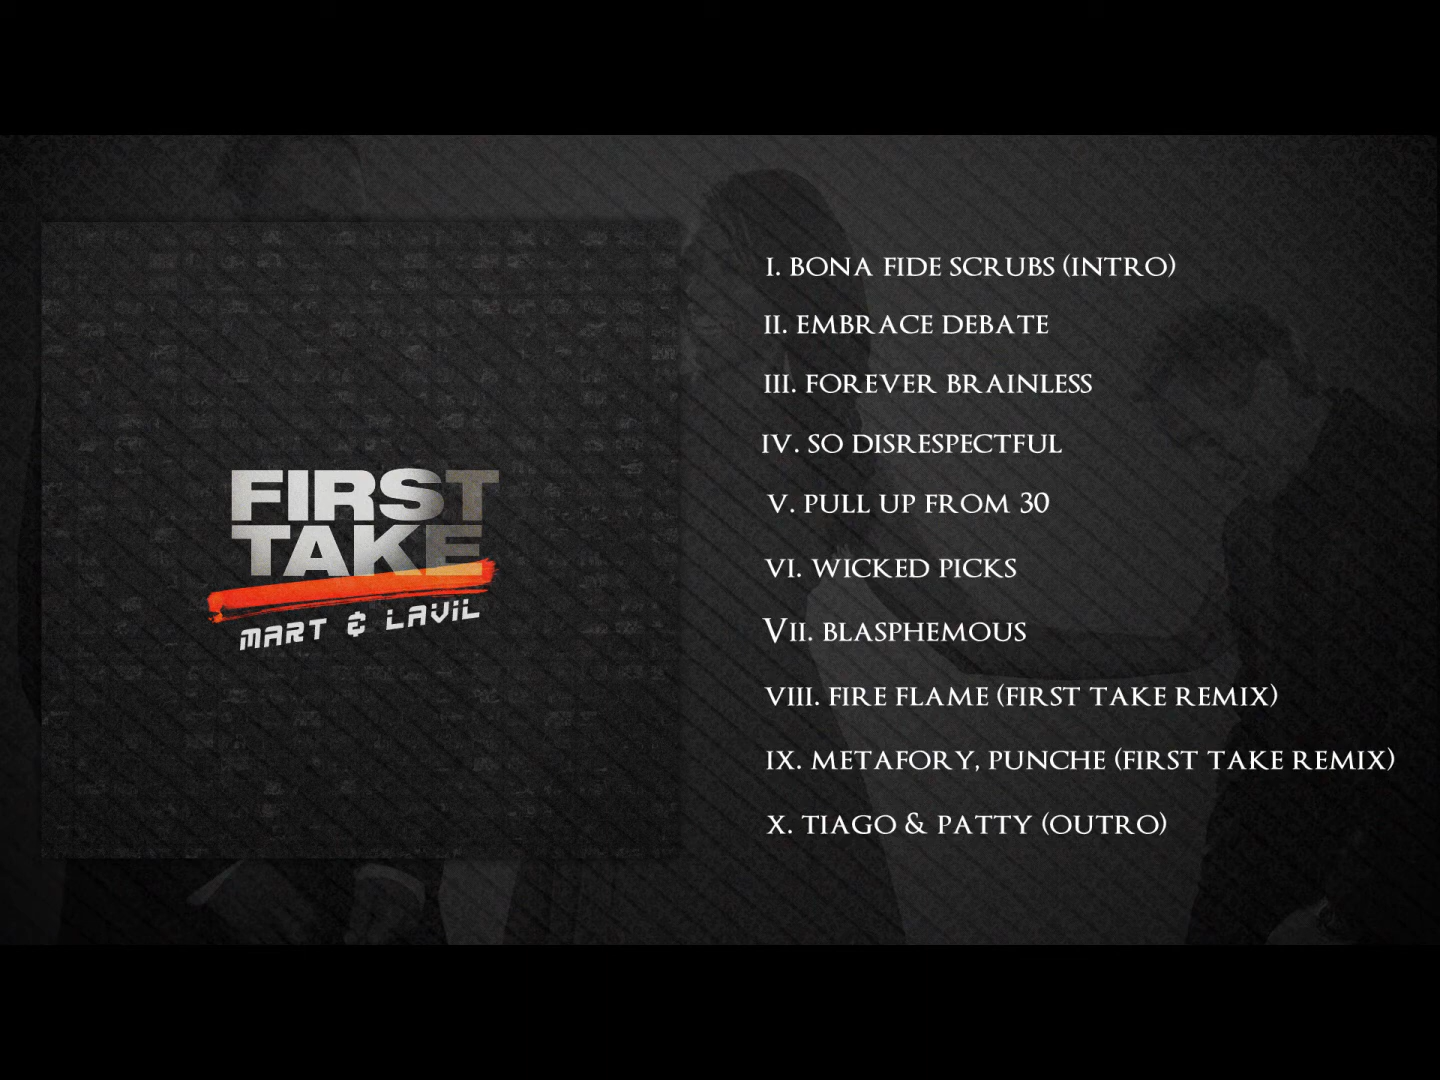 FIRST
TAKE
MART & LAVIL
I. BONA FIDE SCRUBS (INTRO)
II. EMBRACE DEBATE
III. FOREVER BRAINLESS
IV. SO DISRESPECTFUL
V. PULL UP FROM 30
VI. WICKED PICKS
VII. BLASPHEMOUS
VIII. FIRE FLAME (FIRST TAKE REMIX)
IX. METAFORY, PUNCHE (FIRST TAKE REMIX)
X. TIAGO & PATTY (OUTRO)